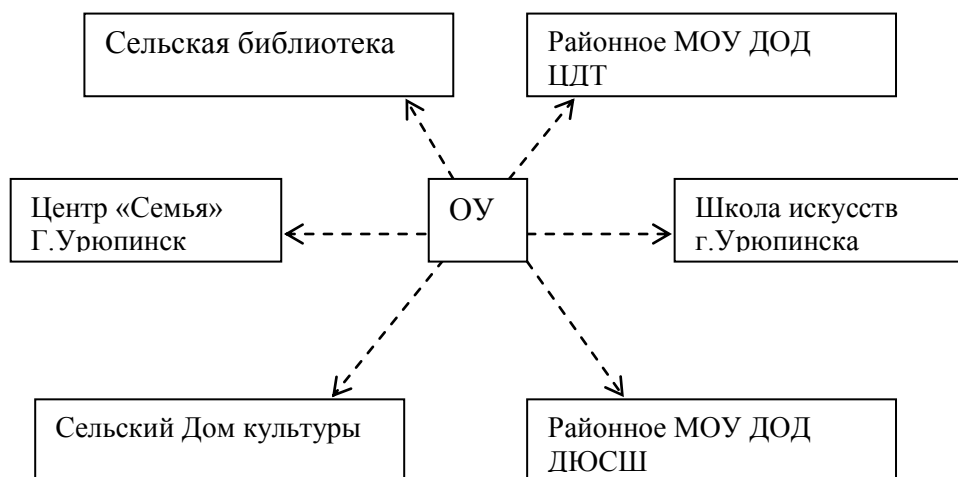 Сельская библиотека
Районное МОУ ДОД
ЦДТ
Центр «Семья»
Г.Урюпинск
ОУ
Школа искусств
г.Урюпинска
Сельский Дом культуры
Районное МОУ ДОД
ДЮСШ